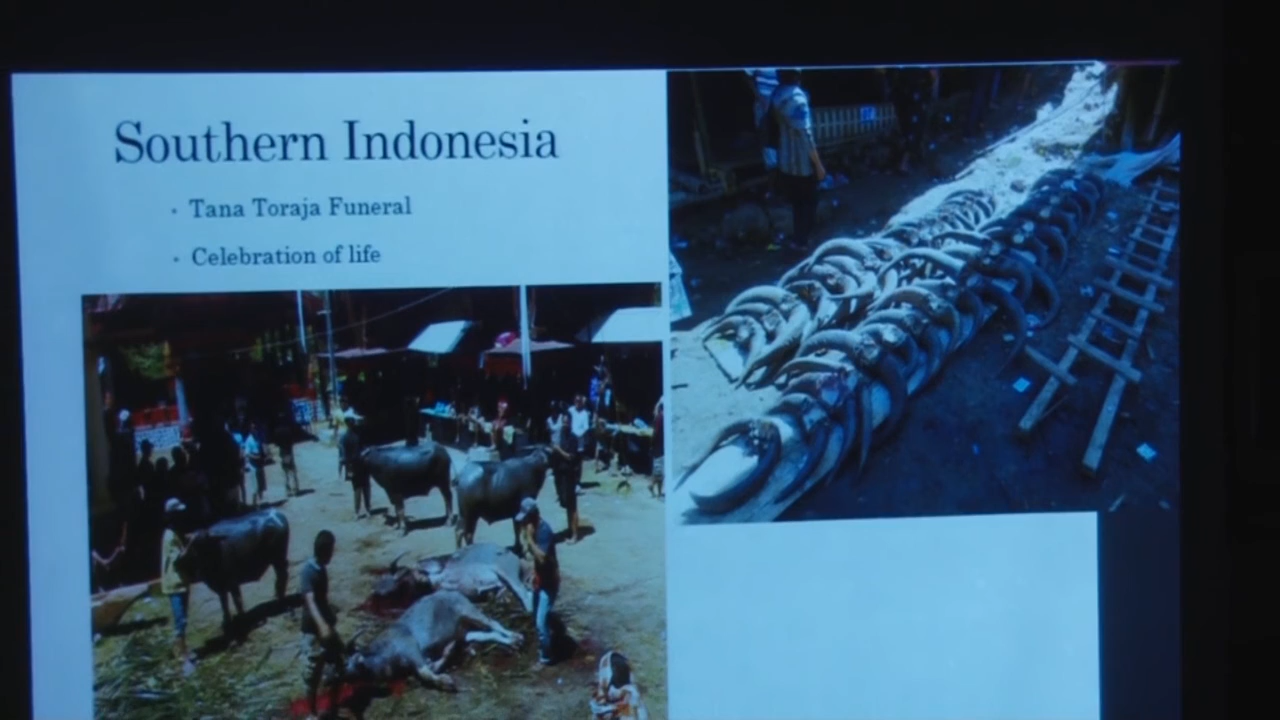 Southern Indonesia
Tana Toraja Funeral
Celebration of life